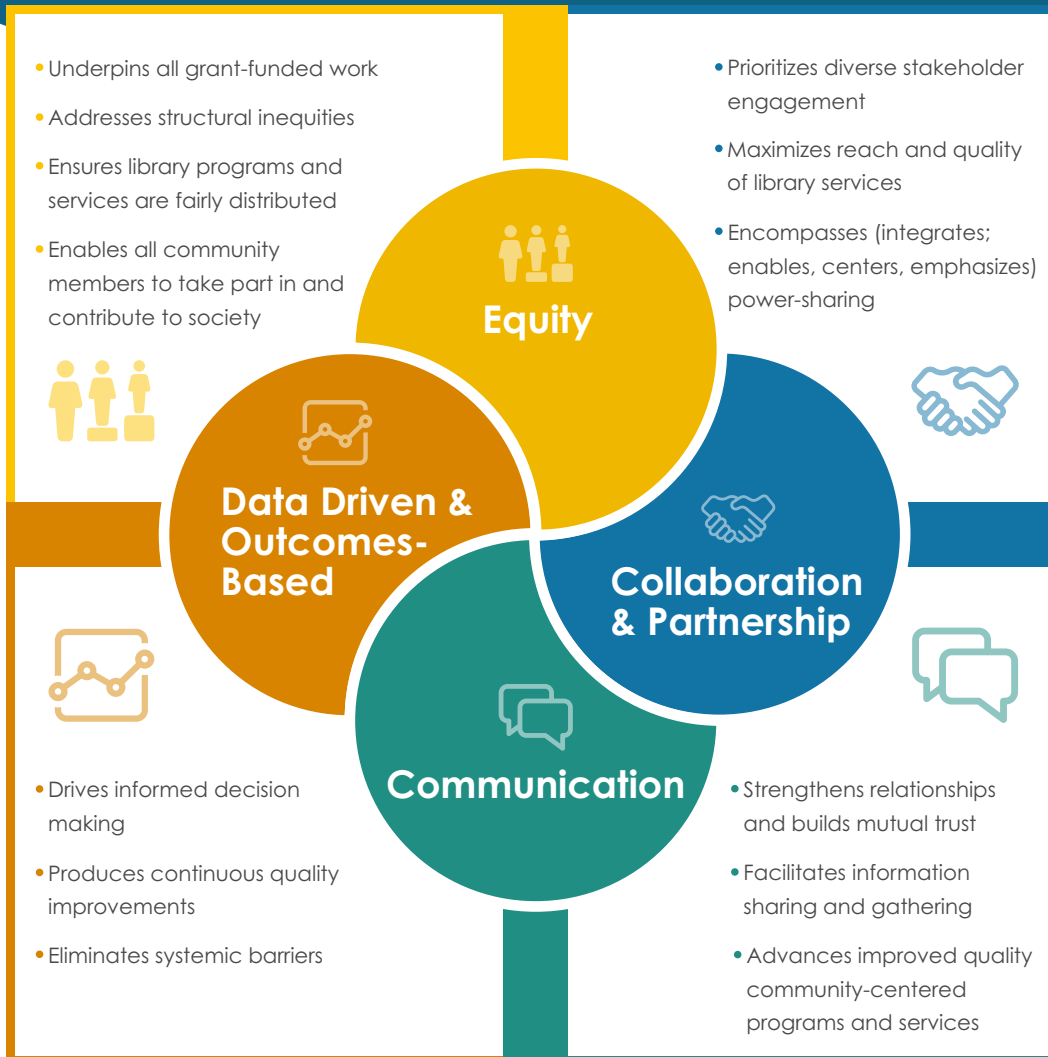 • Underpins all grant-funded work
• Addresses structural inequities
• Ensures library programs and
services are fairly distributed
• Enables all community
members to take part in and
contribute to society
• Prioritizes diverse stakeholder
engagement
• Maximizes reach and quality
of library services
• Encompasses (integrates;
enables, centers, emphasizes)
power-sharing
Equity
Data Driven &
Outcomes-
Based
Collaboration
& Partnership
Communication
• Drives informed decision
making
• Produces continuous quality
improvements
• Eliminates systemic barriers
• Strengthens relationships
and builds mutual trust
• Facilitates information
sharing and gathering
• Advances improved quality
community-centered
programs and services